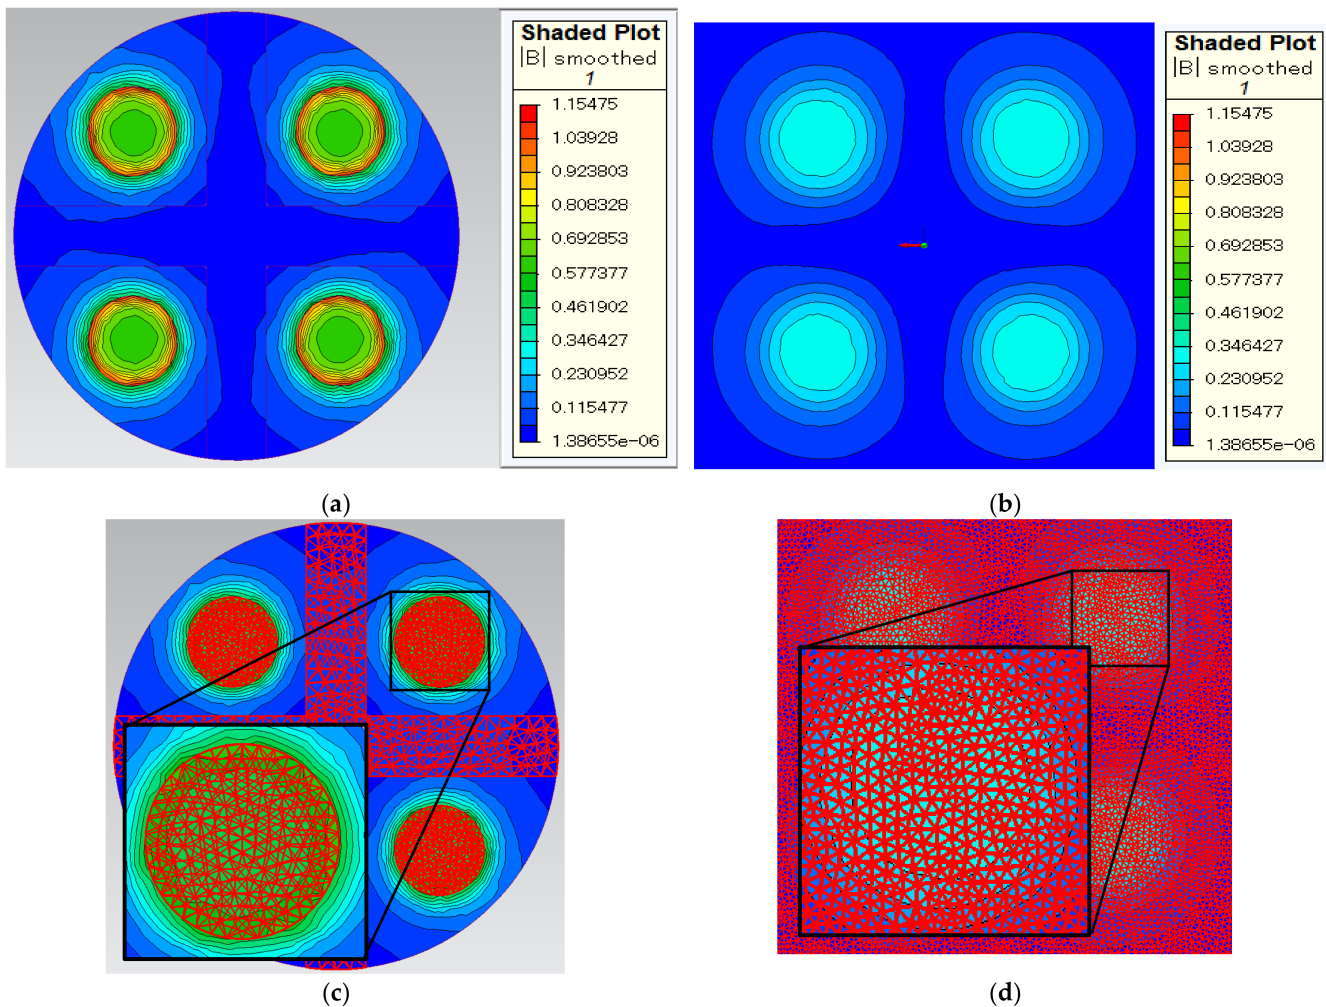 Shaded Plot
|B| smoothed
1
1.15475
1.03928
0.923803
0.808328
0.692853
0.577377
0.461902
0.346427
0.230952
0.115477
1.38655e-06
Shaded Plot
|B| smoothed
1
1.15475
1.03928
0.923803
0.808328
0.692853
0.577377
0.461902
0.346427
0.230952
0.115477
1.38655e-06
(a)
(b)
(c)
(d)